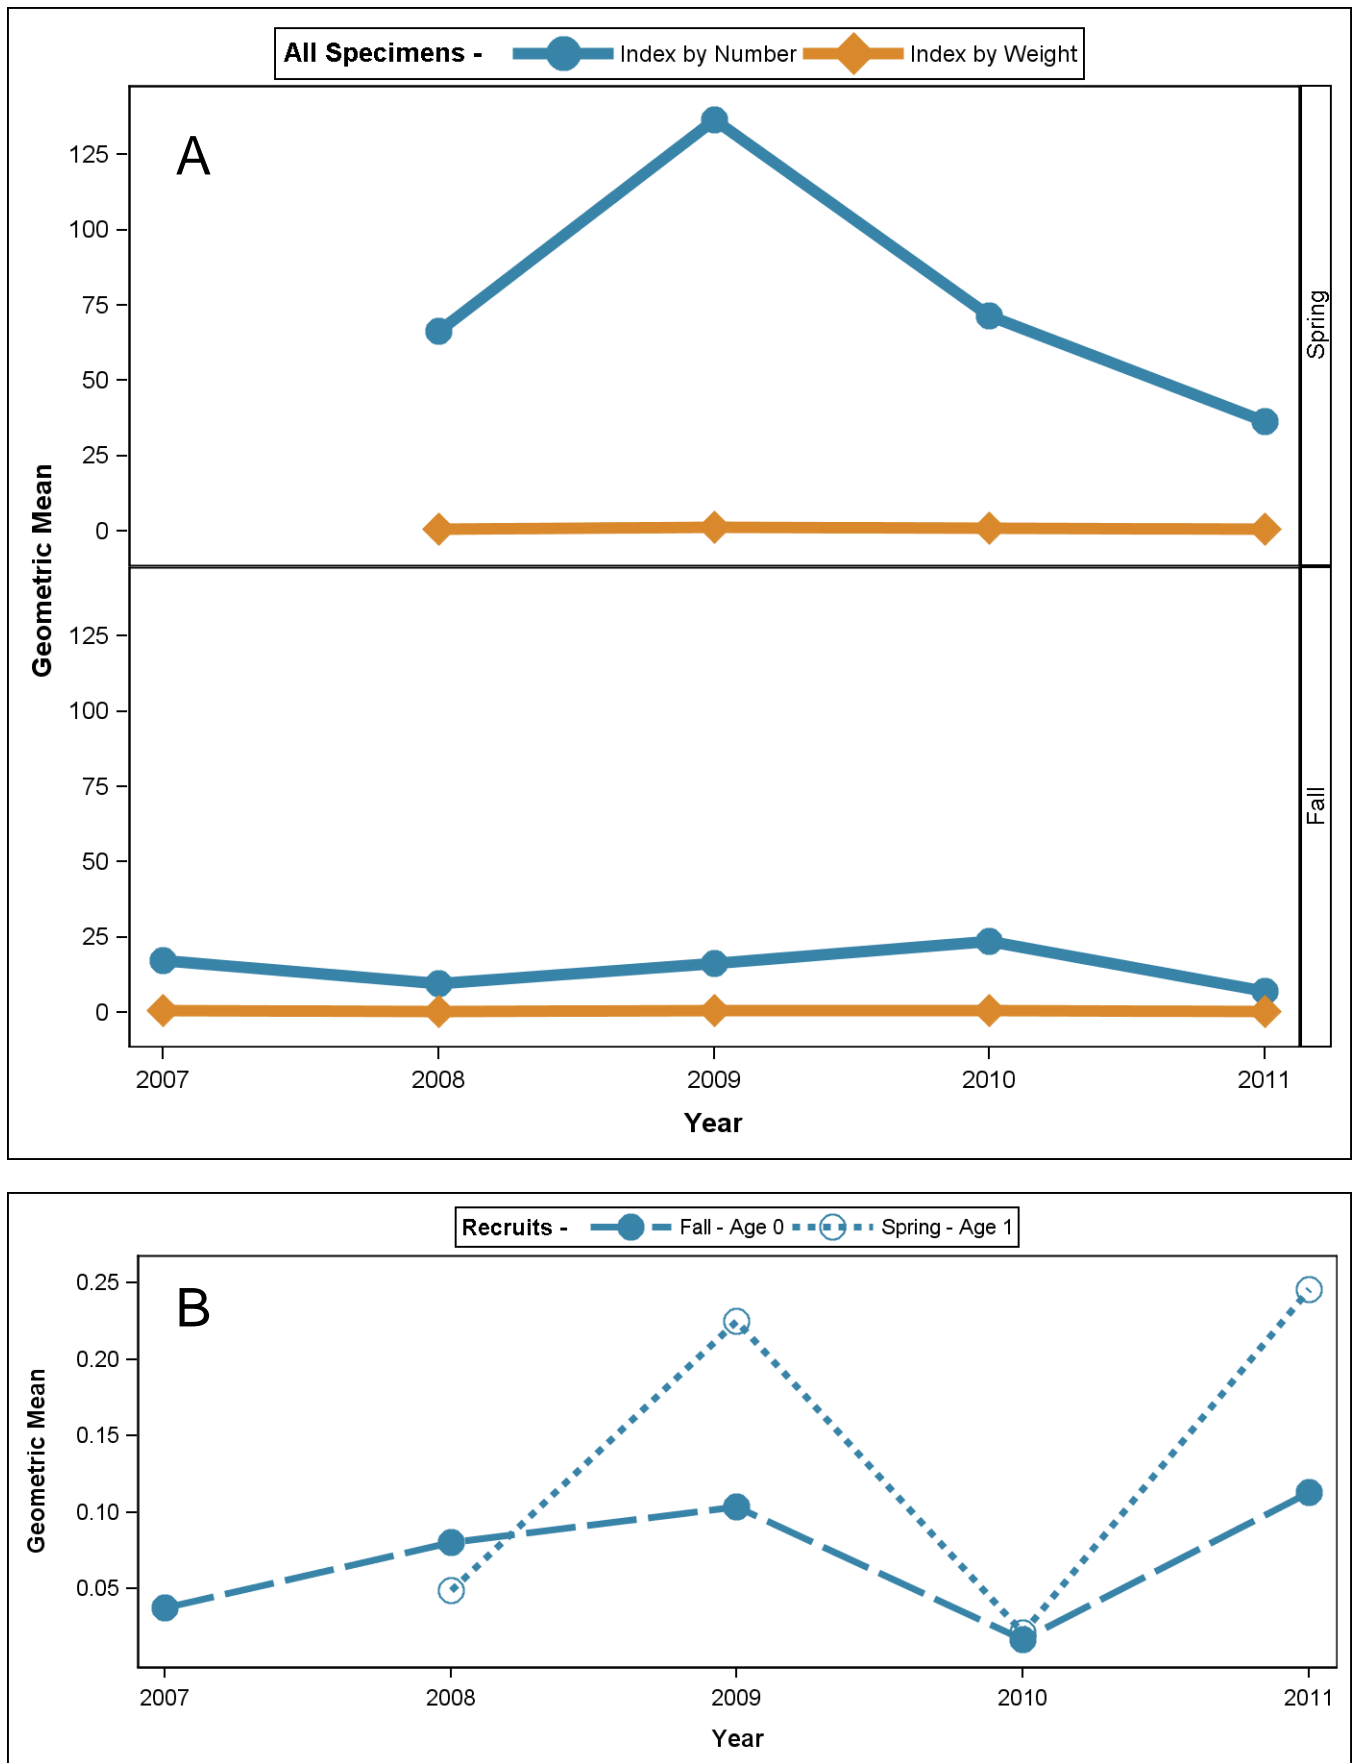 All Specimens - Index by Number Index by Weight
A
125
100
75
50
25
0
Spring
Geometric Mean
125
100
75
50
25
0
Fall
2007 2008 2009 2010 2011
Year
Recruits - Fall - Age 0 Spring - Age 1
B
0.25
0.20
0.15
0.10
0.05
Geometric Mean
2007 2008 2009 2010 2011
Year